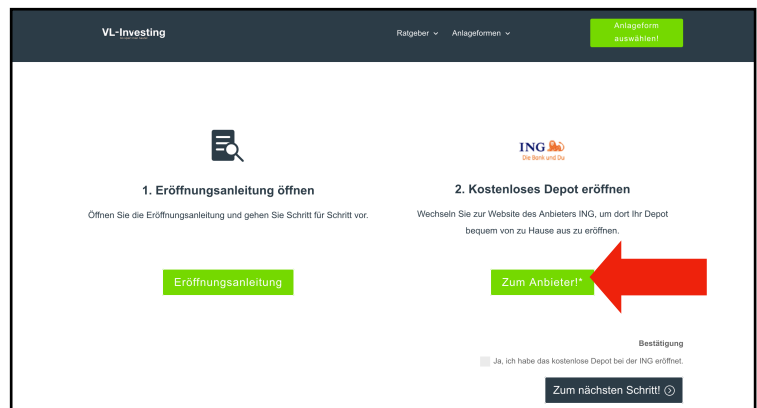 VL-Investing
Ratgeber
Anlageformen
Anlageform
auswählen!
1. Eröffnungsanleitung öffnen
Öffnen Sie die Eröffnungsanleitung und gehen Sie Schritt für Schritt vor.
Eröffnungsanleitung
ING
Die Bank und Du
2. Kostenloses Depot eröffnen
Wechseln Sie zur Website des Anbieters ING, um dort Ihr Depot
bequem von zu Hause aus zu eröffnen.
Zum Anbieter!*
Bestätigung
Ja, ich habe das kostenlose Depot bei der ING eröffnet.
Zum nächsten Schritt!